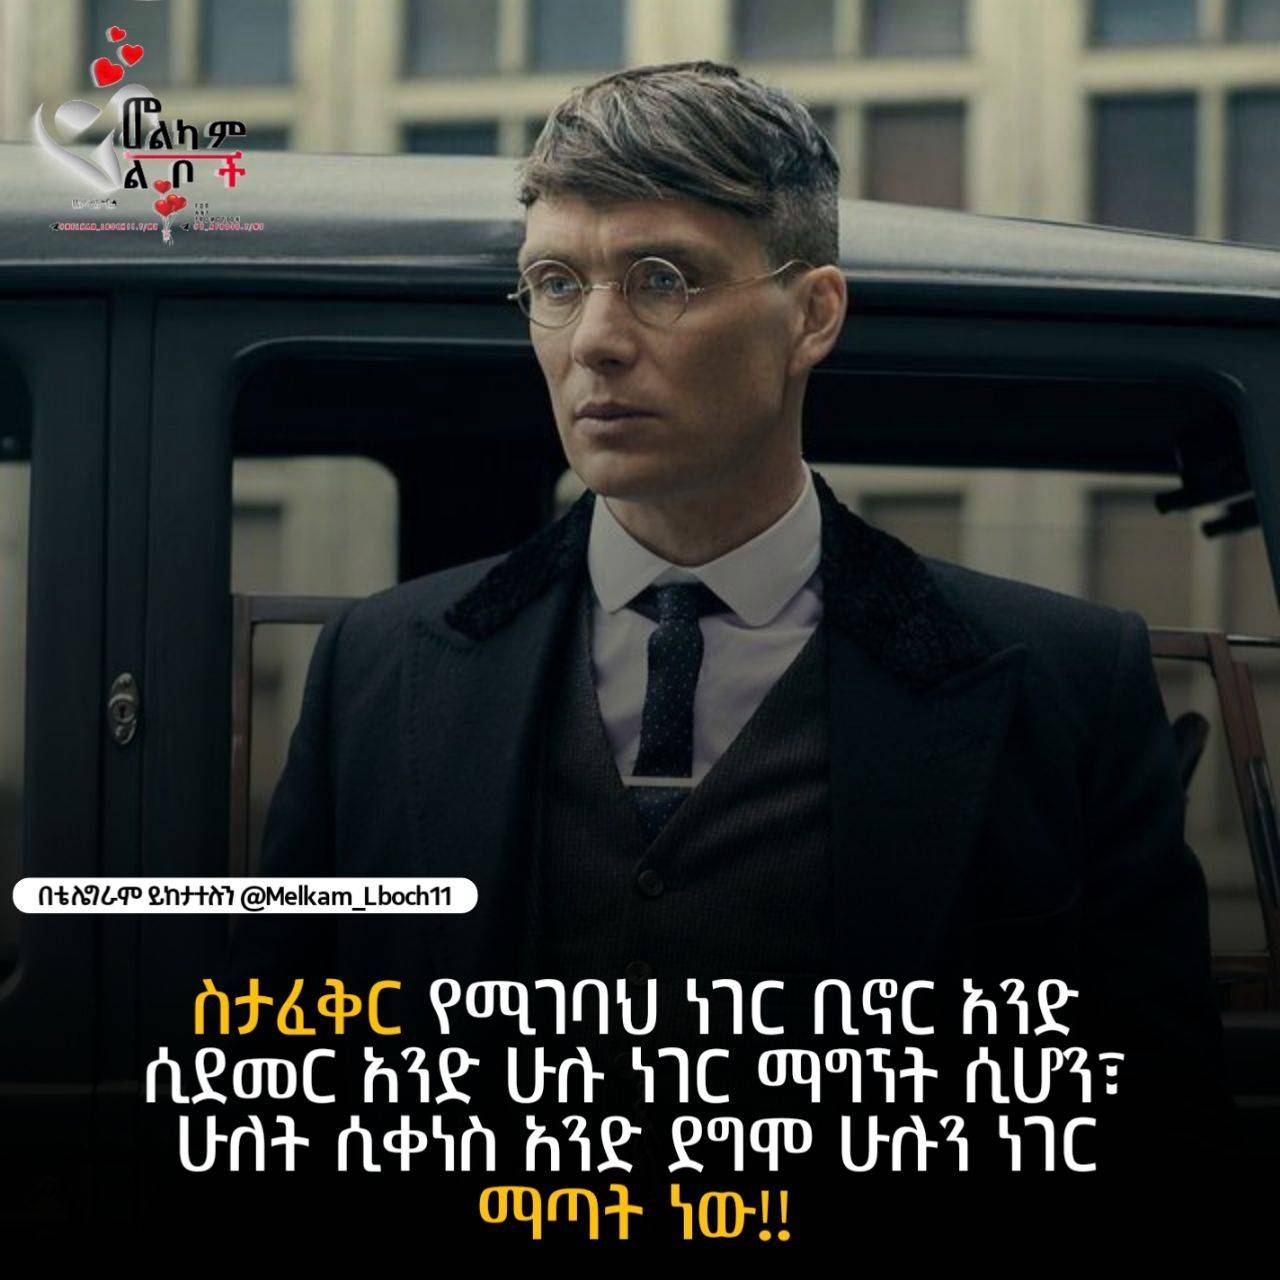 መልካም
ልቦች
በቴሌግራም ይከታተሉን @Melkam_Lboch11
ስታፈቅር የሚገባህ ነገር ቢኖር አንድ
ሲደመር አንድ ሁሉ ነገር ማግኘት ሲሆን፣
ሁለት ሲቀነስ አንድ ደግሞ ሁሉን ነገር
ማጣት ነው!!